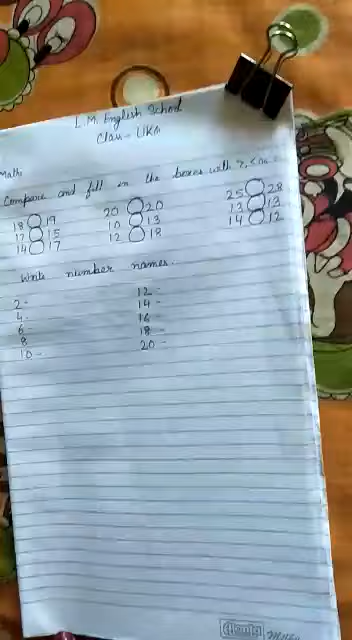 L.M. English School
Class - UKG
Math
Compare and fill in the boxes with >, < or =
18 19 20 20 25 28
17 15 10 13 13 13
14 17 12 18 14 12
Write number names.
2 - 12 -
4 - 14 -
6 - 16 -
8 18 -
10 - 20 -